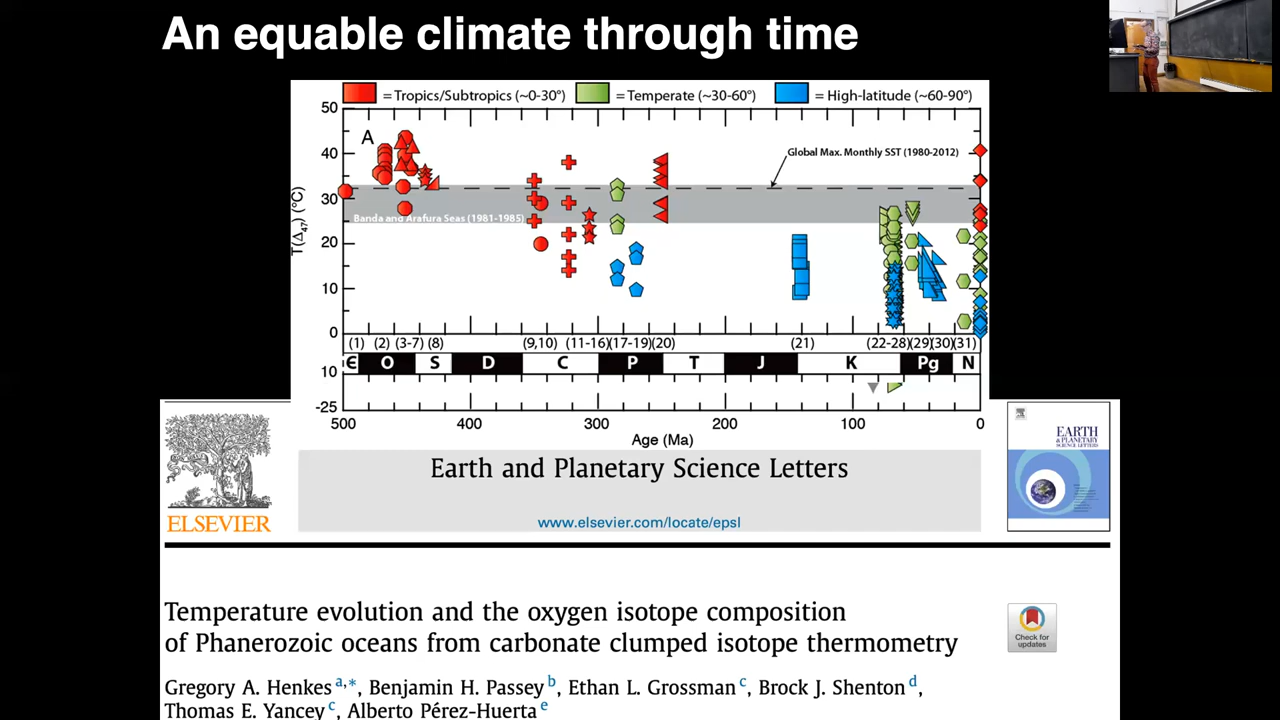 An equable climate through time
= Tropics/Subtropics (~0-30°) = Temperate (~30-60°) = High-latitude (~60-90°)
50
A
Global Max. Monthly SST (1980-2012)
40
30
Banda and Arafura Seas (1981-1985)
T(Δ47) (°C)
20
10
0
(1) (2) (3-7) (8) (9,10) (11-16)(17-19)(20) (21) (22-28)(29)(30)(31)
Є O S D C P T J K Pg N
10
-25
500 400 300 200 100 0
Age (Ma)
Earth and Planetary Science Letters
www.elsevier.com/locate/epsl
ELSEVIER
EARTH
& PLANETARY
SCIENCE LETTERS
Temperature evolution and the oxygen isotope composition
of Phanerozoic oceans from carbonate clumped isotope thermometry
Check for
updates
Gregory A. Henkes a,*, Benjamin H. Passey b, Ethan L. Grossman c, Brock J. Shenton d,
Thomas E. Yancey c, Alberto Pérez-Huerta e